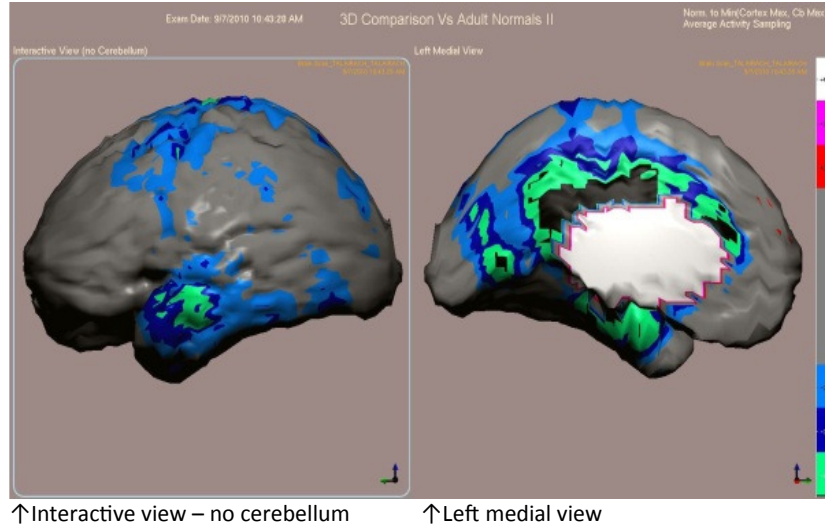 Exam Date: 9/7/2010 10:43:28 AM
3D Comparison Vs Adult Normals II
Norm. to Min(Cortex Max, Cb Max
Average Activity Sampling
Interactive View (no Cerebellum)
Left Medial View
↑Interactive view – no cerebellum
↑Left medial view